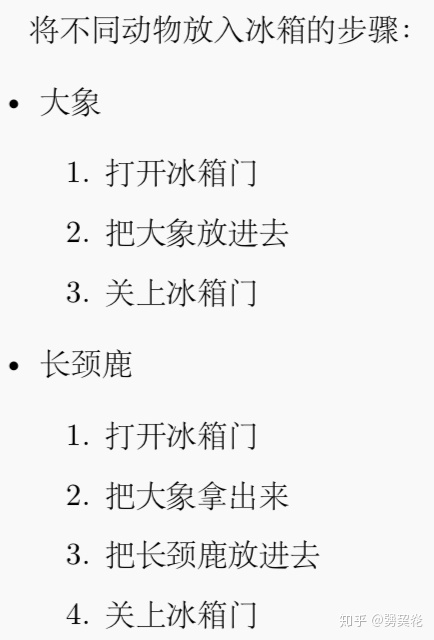 将不同动物放入冰箱的步骤:
• 大象
1. 打开冰箱门
2. 把大象放进去
3. 关上冰箱门
• 长颈鹿
1. 打开冰箱门
2. 把大象拿出来
3. 把长颈鹿放进去
4. 关上冰箱门
知乎